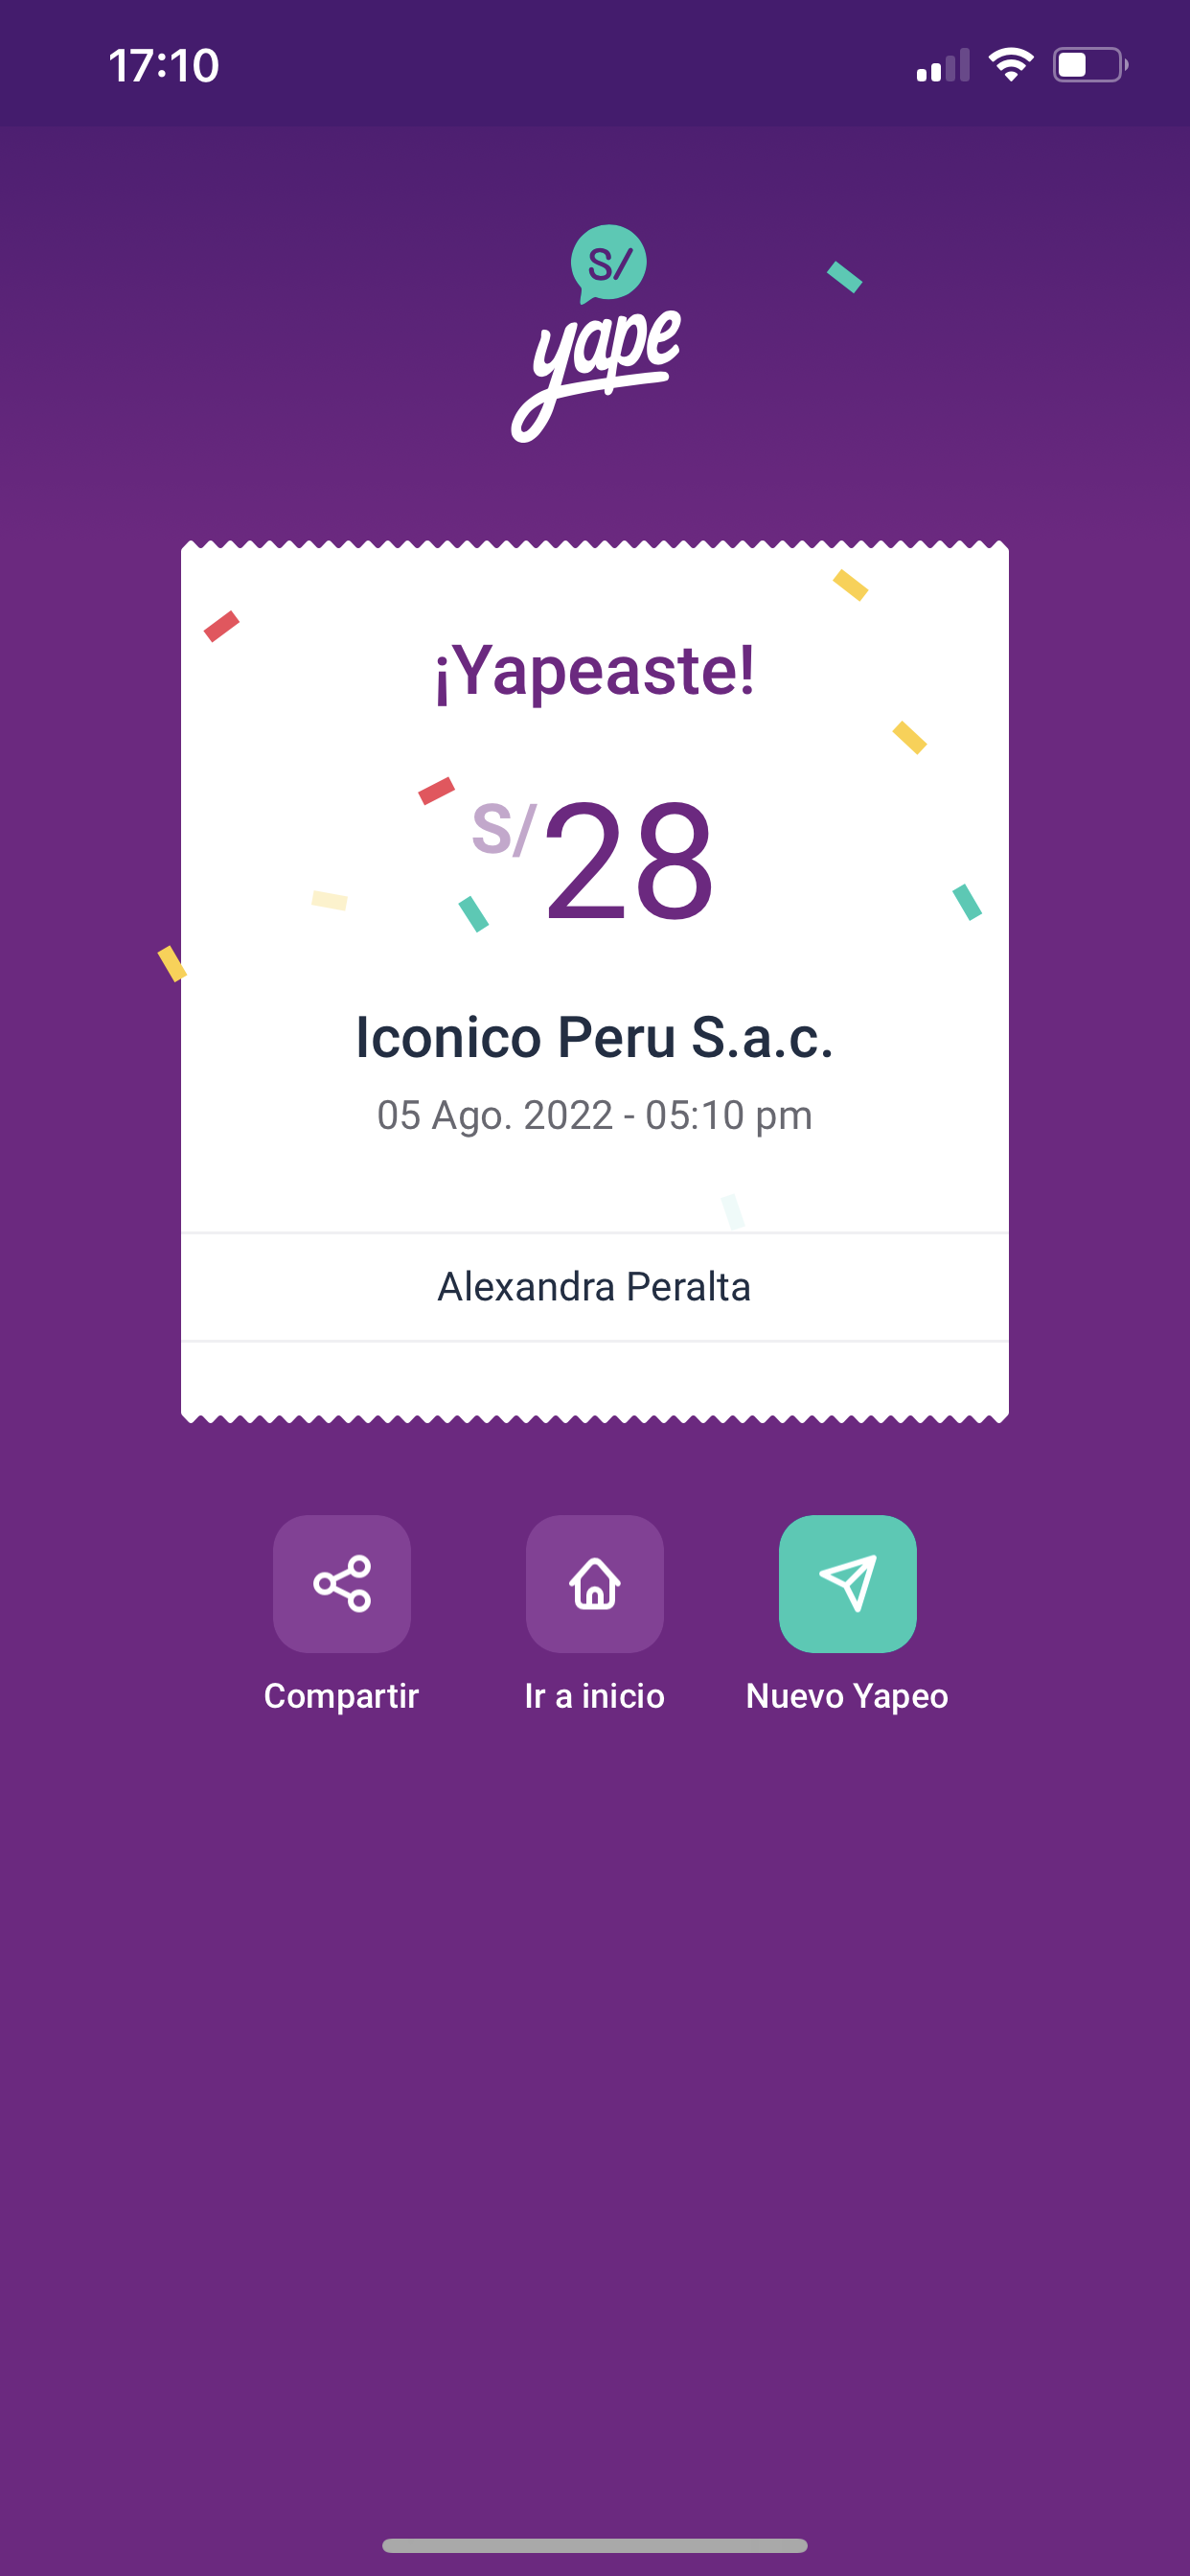 17:10
S/
yape
¡Yapeaste!
S/28
Iconico Peru S.a.c.
05 Ago. 2022 - 05:10 pm
Alexandra Peralta
Compartir
Ir a inicio
Nuevo Yapeo